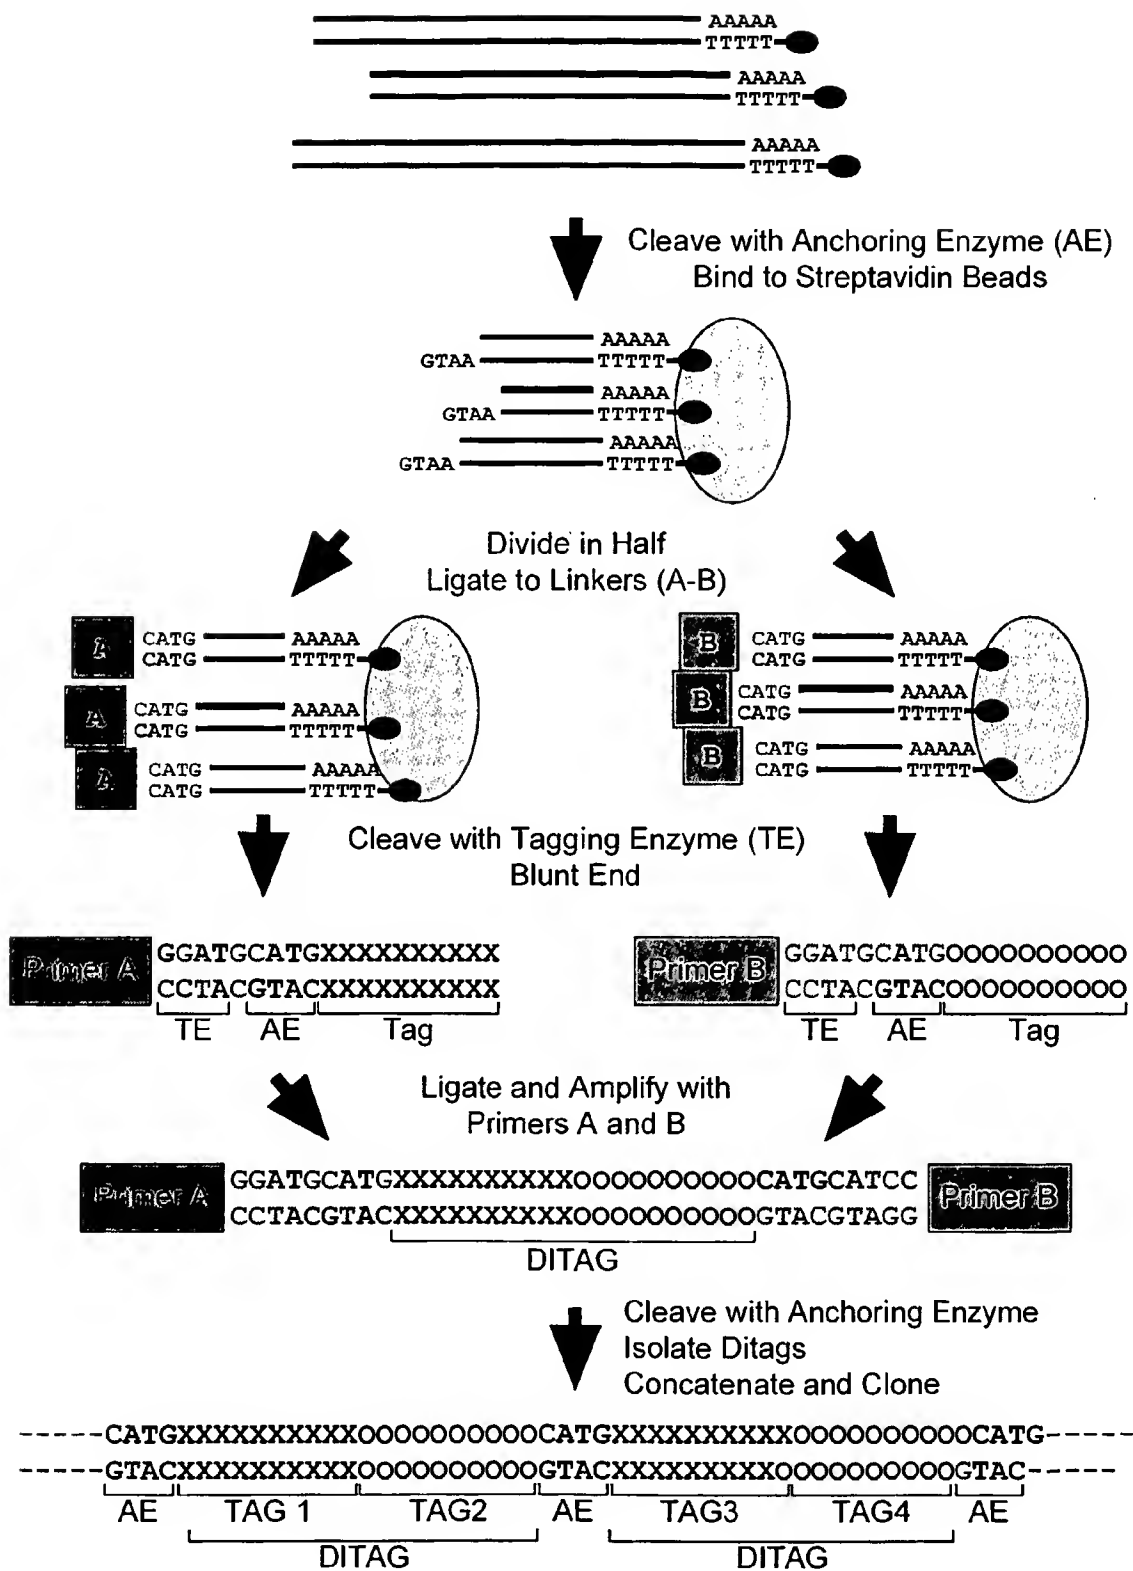 AAAAA
TTTTT
AAAAA
TTTTT
AAAAA
TTTTT
Cleave with Anchoring Enzyme (AE)
Bind to Streptavidin Beads
AAAAA
GTAA TTTTT
AAAAA
GTAA TTTTT
AAAAA
GTAA TTTTT
Divide in Half
Ligate to Linkers (A-B)
A CATG AAAAA
CATG TTTTT
A CATG AAAAA
CATG TTTTT
A CATG AAAAA
CATG TTTTT
B CATG AAAAA
CATG TTTTT
B CATG AAAAA
CATG TTTTT
B CATG AAAAA
CATG TTTTT
Cleave with Tagging Enzyme (TE)
Blunt End
Primer A
GGATGCATGXXXXXXXXXX
CCTACGTACXXXXXXXXXX
TE AE Tag
Primer B
GGATGCATGOOOOOOOOOO
CCTACGTACOOOOOOOOOO
TE AE Tag
Ligate and Amplify with
Primers A and B
Primer A
GGATGCATGXXXXXXXXXXOOOOOOOOOOCATGCATCC
CCTACGTACXXXXXXXXXXOOOOOOOOOOGTACGTAGG
Primer B
DITAG
Cleave with Anchoring Enzyme
Isolate Ditags
Concatenate and Clone
-----CATGXXXXXXXXXXOOOOOOOOOOCATGXXXXXXXXXXOOOOOOOOOOCATG-----
-----GTACXXXXXXXXXXOOOOOOOOOOGTACXXXXXXXXXOOOOOOOOOOGTAC-----
AE TAG 1 TAG2 AE TAG3 TAG4 AE
DITAG DITAG